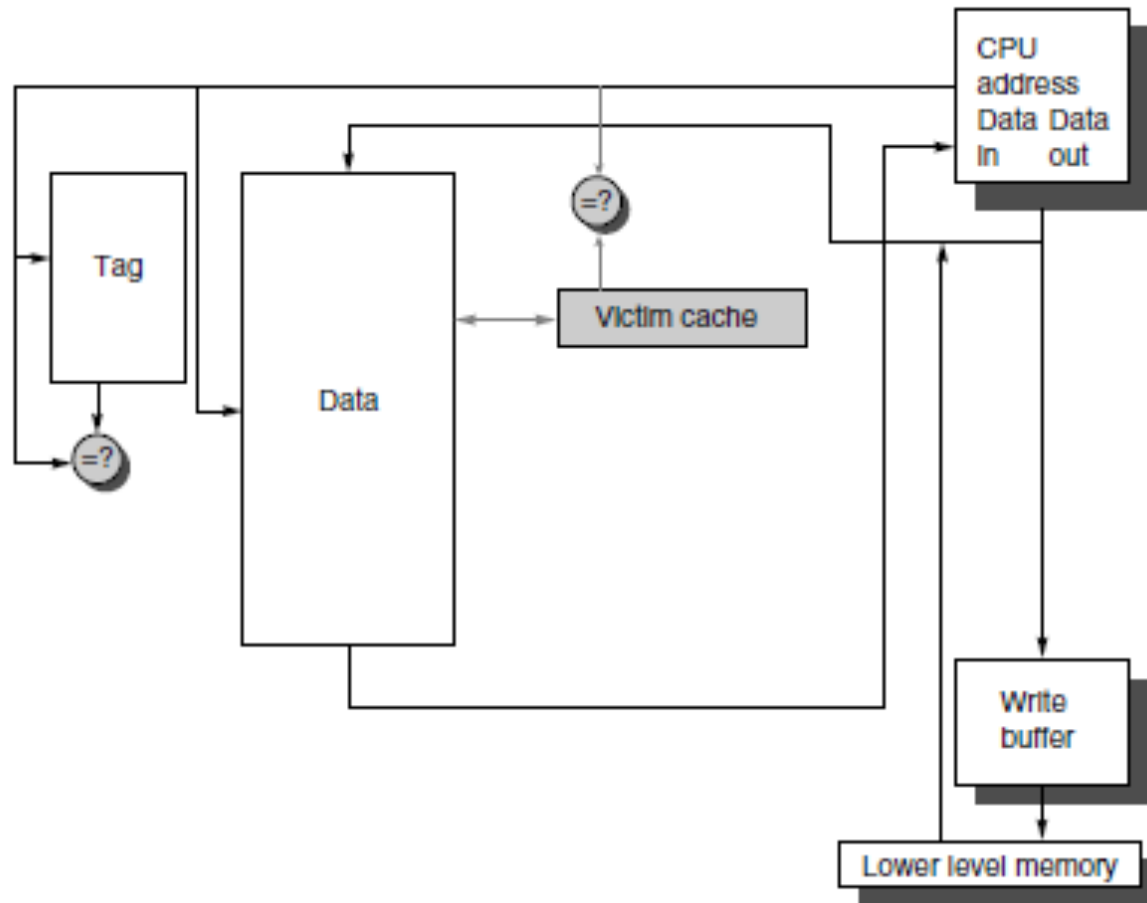 CPU
address
Data Data
in out
=?
Tag
Victim cache
Data
=?
Write
buffer
Lower level memory